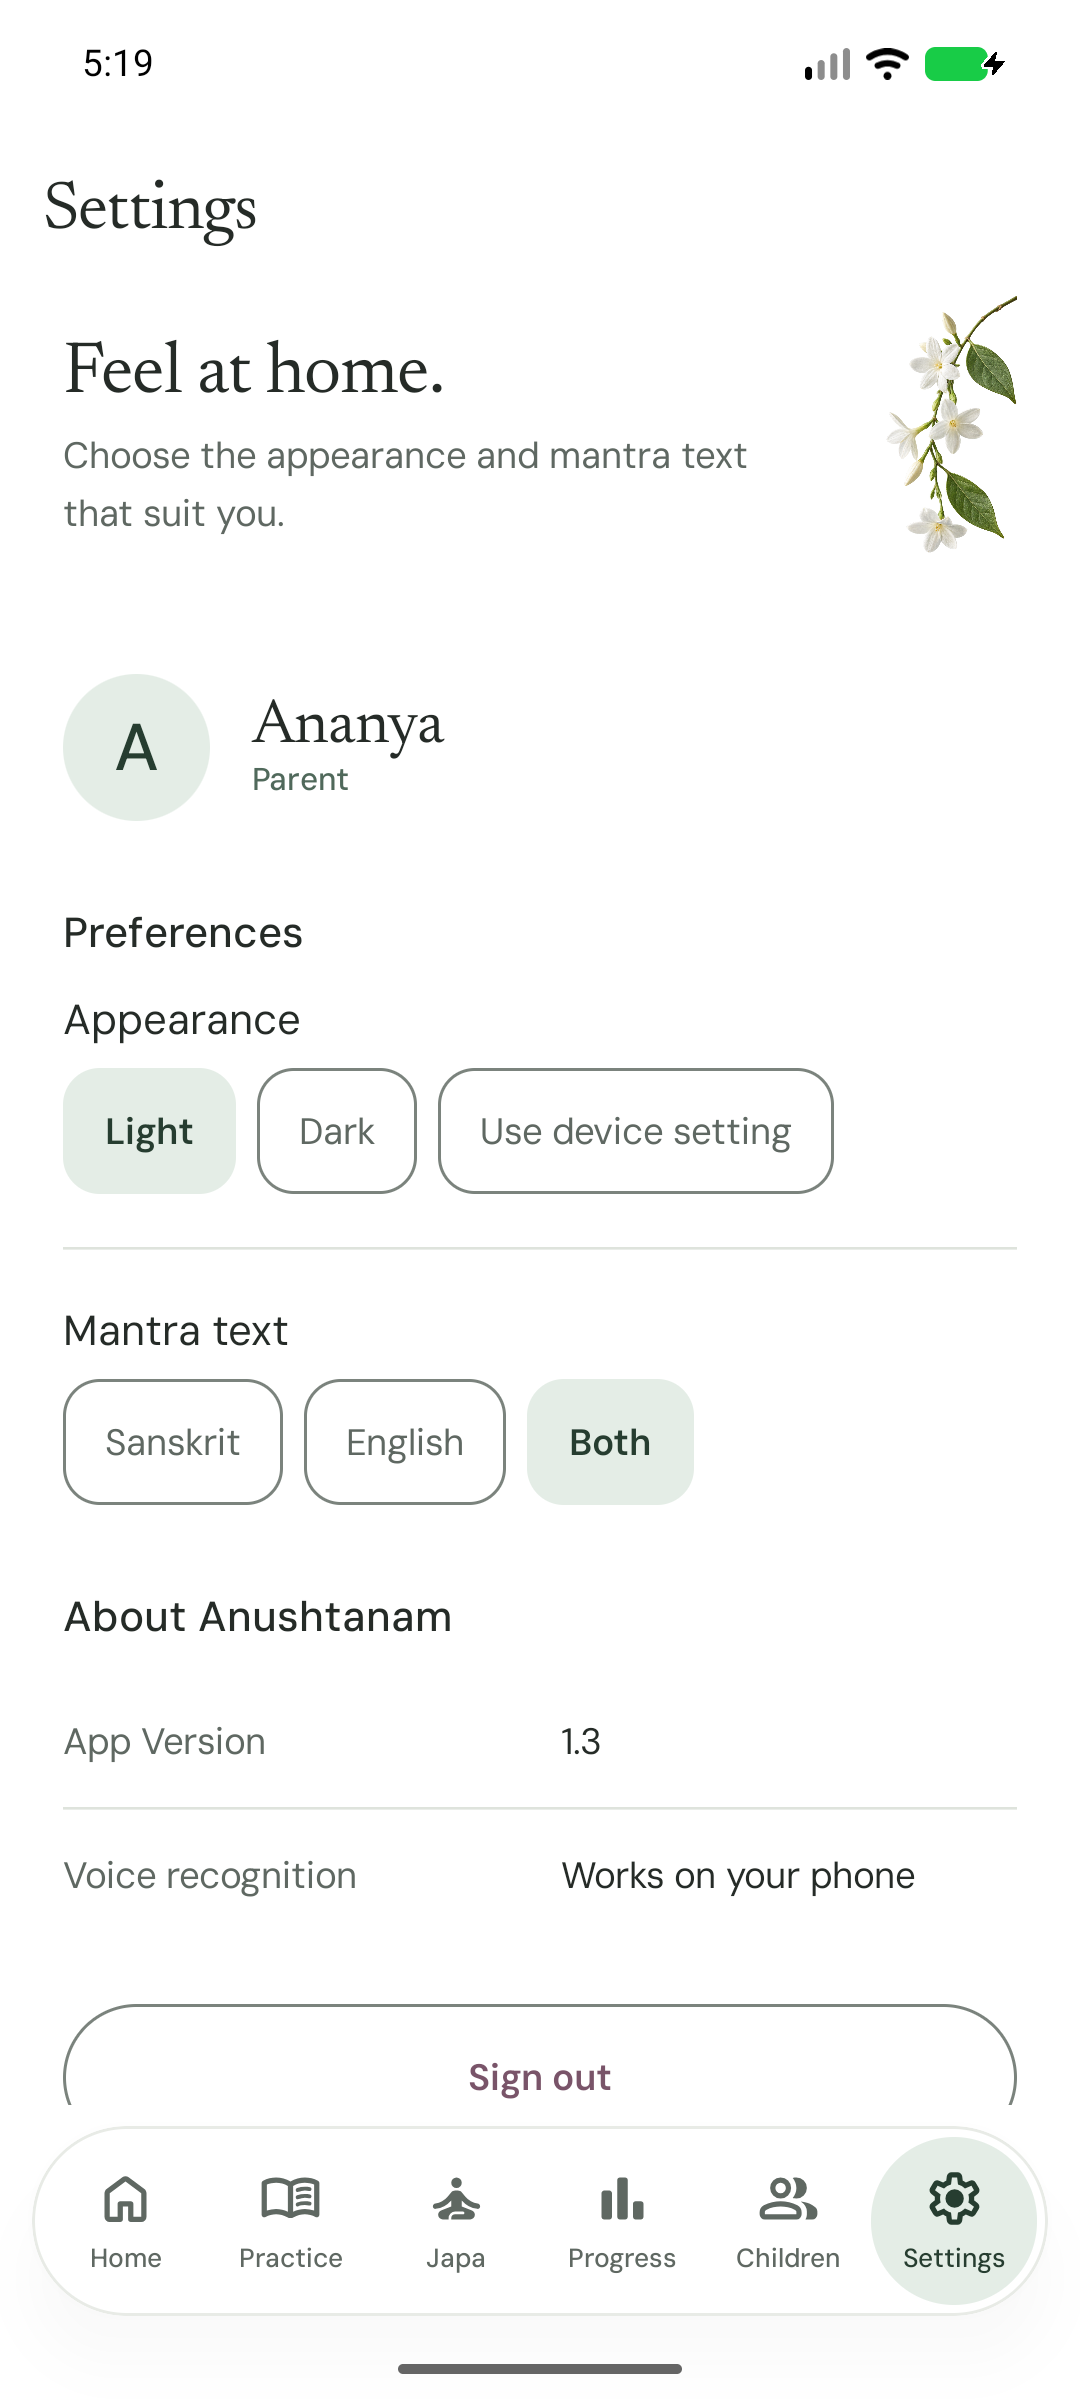 5:19
Settings
Feel at home.
Choose the appearance and mantra text
that suit you.
A
Ananya
Parent
Preferences
Appearance
Light
Dark
Use device setting
Mantra text
Sanskrit
English
Both
About Anushtanam
App Version
1.3
Voice recognition
Works on your phone
Sign out
Home
Practice
Japa
Progress
Children
Settings